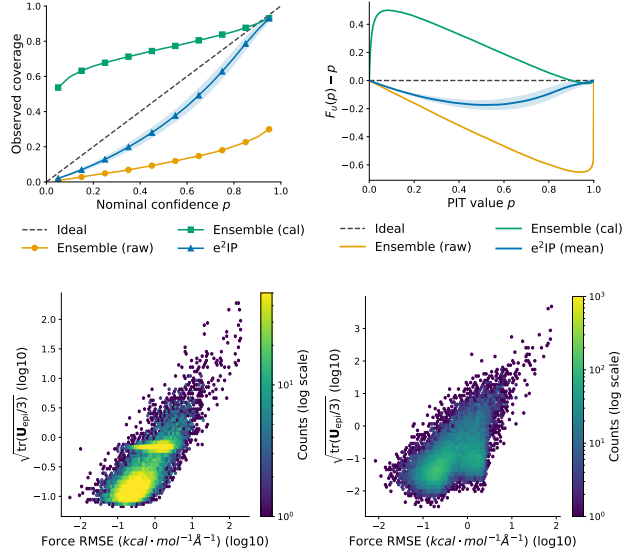 1.0
0.8
0.6
0.4
0.2
0.0
0.0 0.2 0.4 0.6 0.8 1.0
Observed coverage
Nominal confidence p
Ideal
Ensemble (raw)
Ensemble (cal)
e²IP
0.4
0.2
0.0
−0.2
−0.4
−0.6
0.0 0.2 0.4 0.6 0.8 1.0
Fᵤ(p) − p
PIT value p
Ideal
Ensemble (raw)
Ensemble (cal)
e²IP (mean)
2.0
1.5
1.0
0.5
0.0
−0.5
−1.0
−2 −1 0 1 2
√tr(U_epi/3) (log10)
Force RMSE (kcal · mol⁻¹Å⁻¹) (log10)
10¹
10⁰
Counts (log scale)
3
2
1
0
−1
−2
−2 −1 0 1 2
√tr(U_epi/3) (log10)
Force RMSE (kcal · mol⁻¹Å⁻¹) (log10)
10³
10²
10¹
10⁰
Counts (log scale)